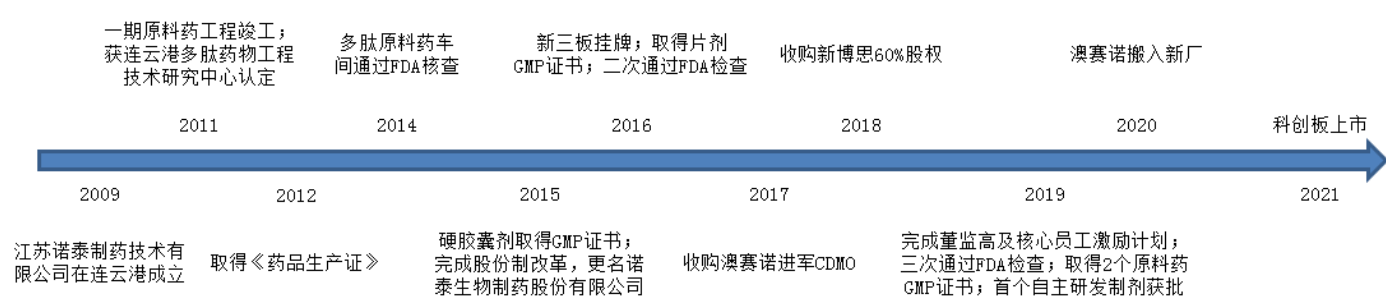 一期原料药工程竣工；
获连云港多肽药物工程
技术研究中心认定
多肽原料药车
间通过FDA核查
新三板挂牌；取得片剂
GMP证书；二次通过FDA检查
收购新博思60%股权
澳赛诺搬入新厂
2011
2014
2016
2018
2020
科创板上市
2009
2012
2015
2017
2019
2021
江苏诺泰制药技术有
限公司在连云港成立
取得《药品生产证》
硬胶囊剂取得GMP证书；
完成股份制改革，更名诺
泰生物制药股份有限公司
收购澳赛诺进军CDMO
完成董监高及核心员工激励计划；
三次通过FDA检查；取得2个原料药
GMP证书；首个自主研发制剂获批